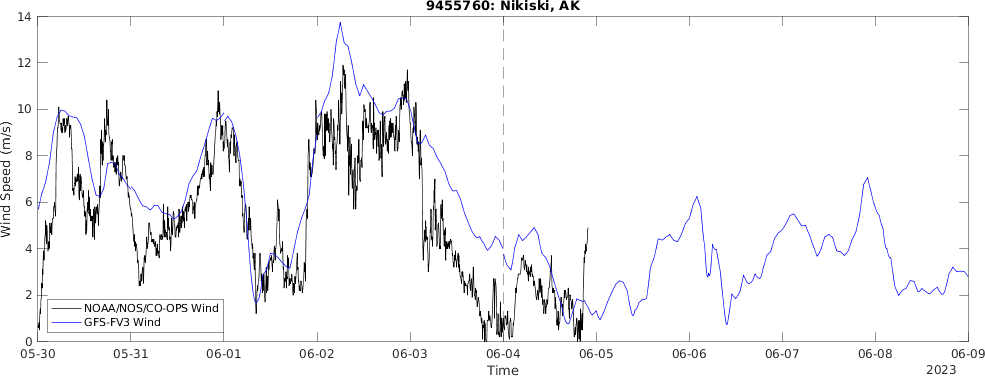 9455760: Nikiski, AK
Wind Speed (m/s)
14
12
10
8
6
4
2
0
NOAA/NOS/CO-OPS Wind
GFS-FV3 Wind
05-30 05-31 06-01 06-02 06-03 06-04 06-05 06-06 06-07 06-08 06-09
Time
2023